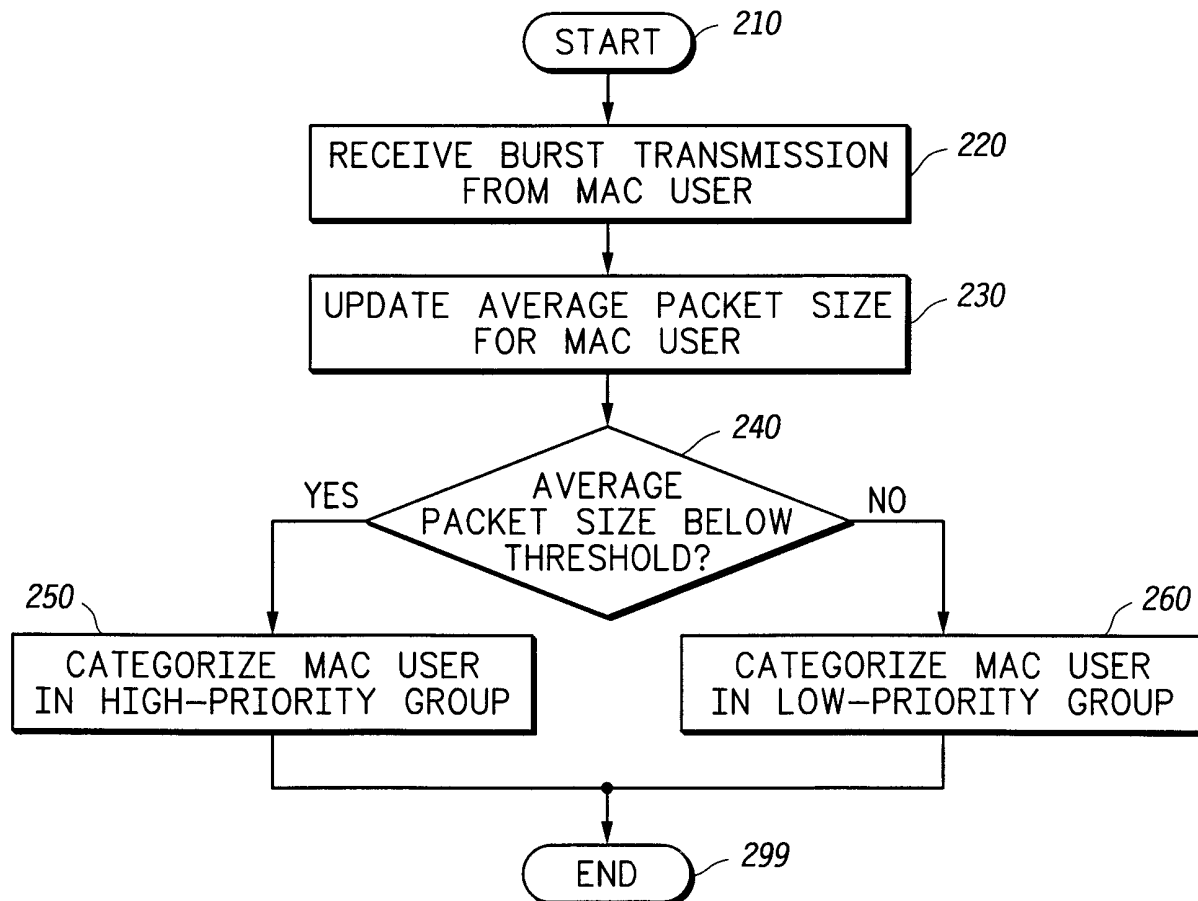 START
210
RECEIVE BURST TRANSMISSION
FROM MAC USER
220
UPDATE AVERAGE PACKET SIZE
FOR MAC USER
230
240
AVERAGE
PACKET SIZE BELOW
THRESHOLD?
YES
NO
250
CATEGORIZE MAC USER
IN HIGH-PRIORITY GROUP
260
CATEGORIZE MAC USER
IN LOW-PRIORITY GROUP
END
299